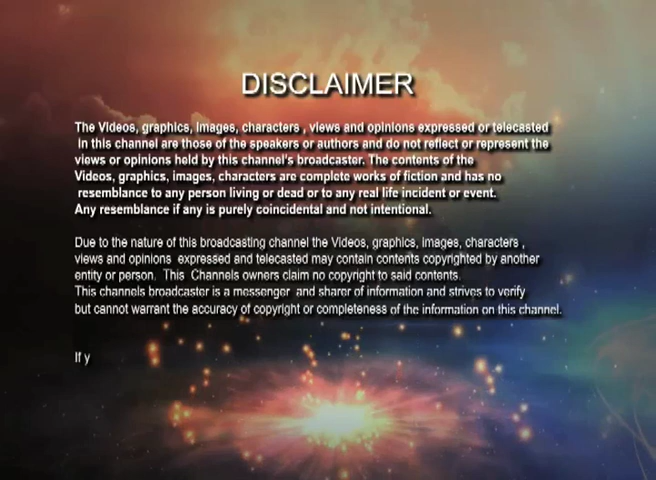 DISCLAIMER
The Videos, graphics, images, characters , views and opinions expressed or telecasted
in this channel are those of the speakers or authors and do not reflect or represent the
views or opinions held by this channel's broadcaster. The contents of the
Videos, graphics, images, characters are complete works of fiction and has no
resemblance to any person living or dead or to any real life incident or event.
Any resemblance if any is purely coincidental and not intentional.
Due to the nature of this broadcasting channel the Videos, graphics, images, characters ,
views and opinions expressed and telecasted may contain contents copyrighted by another
entity or person. This Channels owners claim no copyright to said contents.
This channels broadcaster is a messenger and sharer of information and strives to verify
but cannot warrant the accuracy of copyright or completeness of the information on this channel.
If y